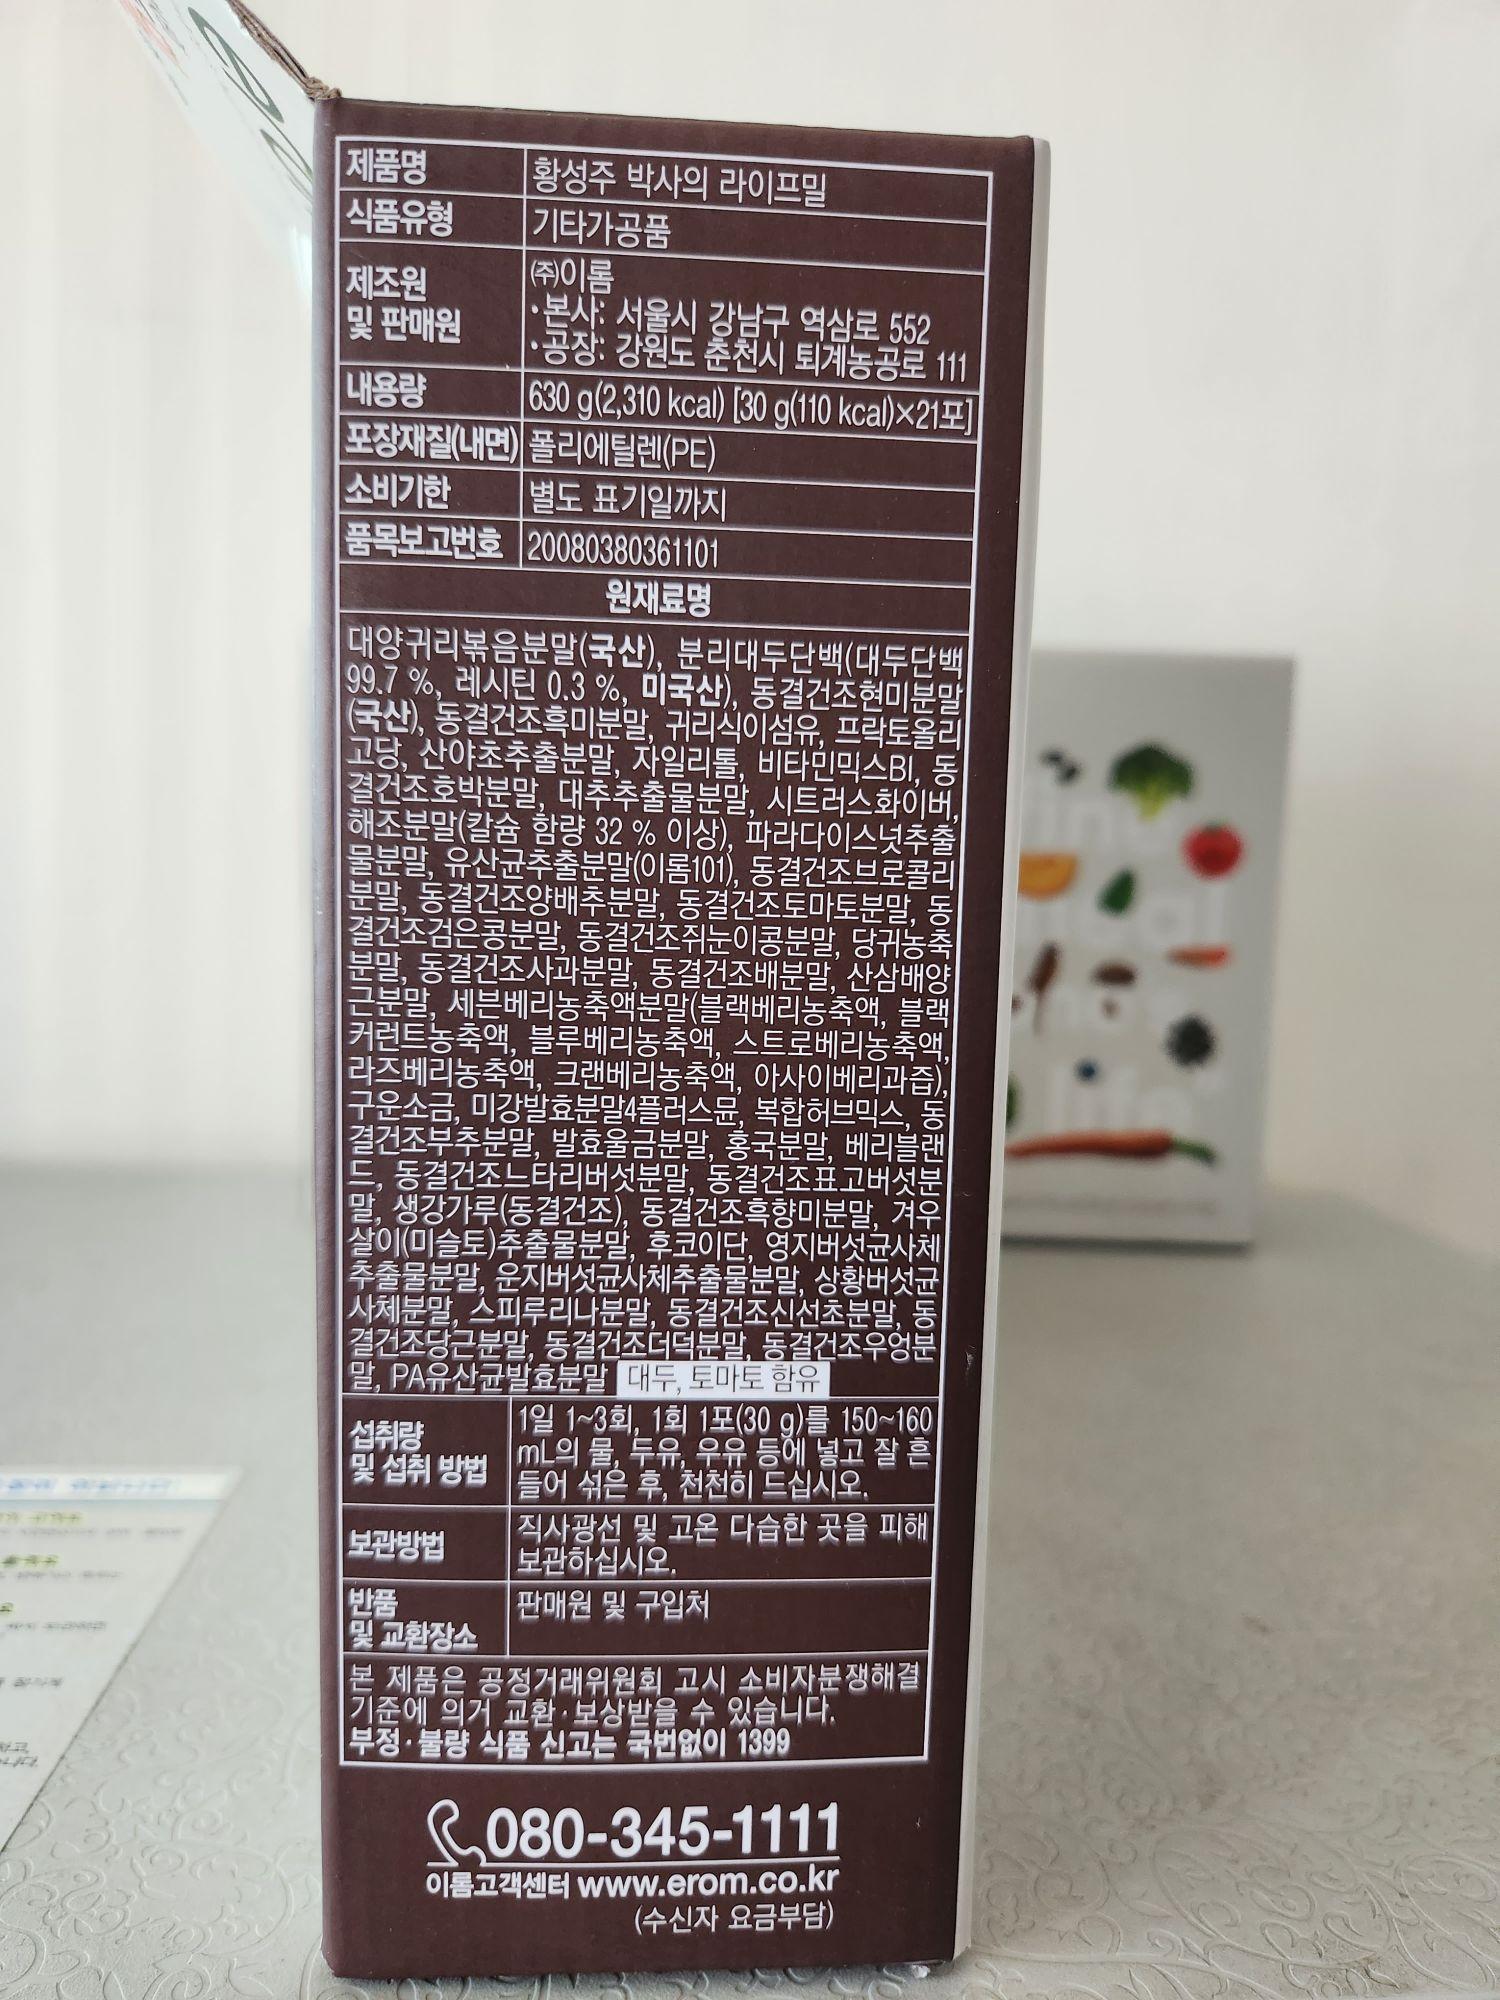 제품명 황성주 박사의 라이프밀
식품유형 기타가공품
제조원
및 판매원
㈜이롬
·본사: 서울시 강남구 역삼로 552
·공장: 강원도 춘천시 퇴계농공로 111
내용량 630 g(2,310 kcal) [30 g(110 kcal)×21포]
포장재질(내면) 폴리에틸렌(PE)
소비기한 별도 표기일까지
품목보고번호 20080380361101
원재료명
대양귀리볶음분말(국산), 분리대두단백(대두단백
99.7 %, 레시틴 0.3 %, 미국산), 동결건조현미분말
(국산), 동결건조흑미분말, 귀리식이섬유, 프락토올리
고당, 산야초추출분말, 자일리톨, 비타민믹스BI, 동
결건조호박분말, 대추추출물분말, 시트러스화이버,
해조분말(칼슘 함량 32 % 이상), 파라다이스넛추출
물분말, 유산균추출분말(이롬101), 동결건조브로콜리
분말, 동결건조양배추분말, 동결건조토마토분말, 동
결건조검은콩분말, 동결건조쥐눈이콩분말, 당귀농축
분말, 동결건조사과분말, 동결건조배분말, 산삼배양
근분말, 세븐베리농축액분말(블랙베리농축액, 블랙
커런트농축액, 블루베리농축액, 스트로베리농축액,
라즈베리농축액, 크랜베리농축액, 아사이베리과즙),
구운소금, 미강발효분말4플러스뮨, 복합허브믹스, 동
결건조부추분말, 발효울금분말, 홍국분말, 베리블랜
드, 동결건조느타리버섯분말, 동결건조표고버섯분
말, 생강가루(동결건조), 동결건조흑향미분말, 겨우
살이(미슬토)추출물분말, 후코이단, 영지버섯균사체
추출물분말, 운지버섯균사체추출물분말, 상황버섯균
사체분말, 스피루리나분말, 동결건조신선초분말, 동
결건조당근분말, 동결건조더덕분말, 동결건조우엉분
말, PA유산균발효분말 대두, 토마토 함유
섭취량
및 섭취 방법
1일 1~3회, 1회 1포(30 g)를 150~160
mL의 물, 두유, 우유 등에 넣고 잘 흔
들어 섞은 후, 천천히 드십시오.
보관방법
직사광선 및 고온 다습한 곳을 피해
보관하십시오.
반품
및 교환장소
판매원 및 구입처
본 제품은 공정거래위원회 고시 소비자분쟁해결
기준에 의거 교환·보상받을 수 있습니다.
부정·불량 식품 신고는 국번없이 1399
080-345-1111
이롬고객센터 www.erom.co.kr
(수신자 요금부담)
life